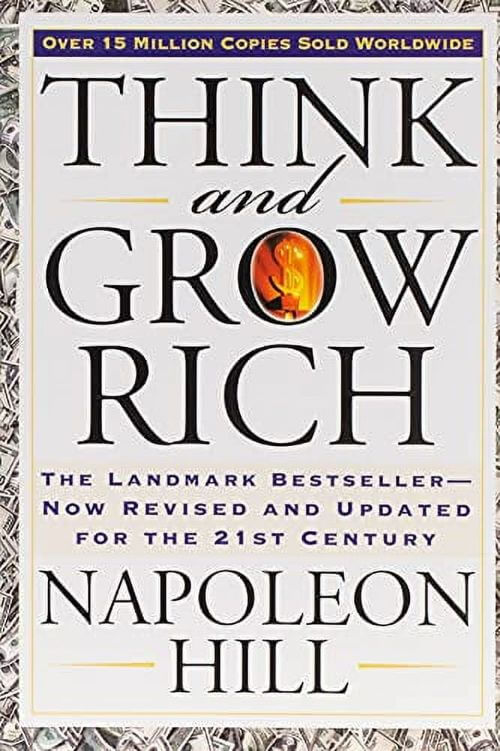 OVER 15 MILLION COPIES SOLD WORLDWIDE
THINK
and
GROW
RICH
THE LANDMARK BESTSELLER—
NOW REVISED AND UPDATED
FOR THE 21ST CENTURY
NAPOLEON
HILL